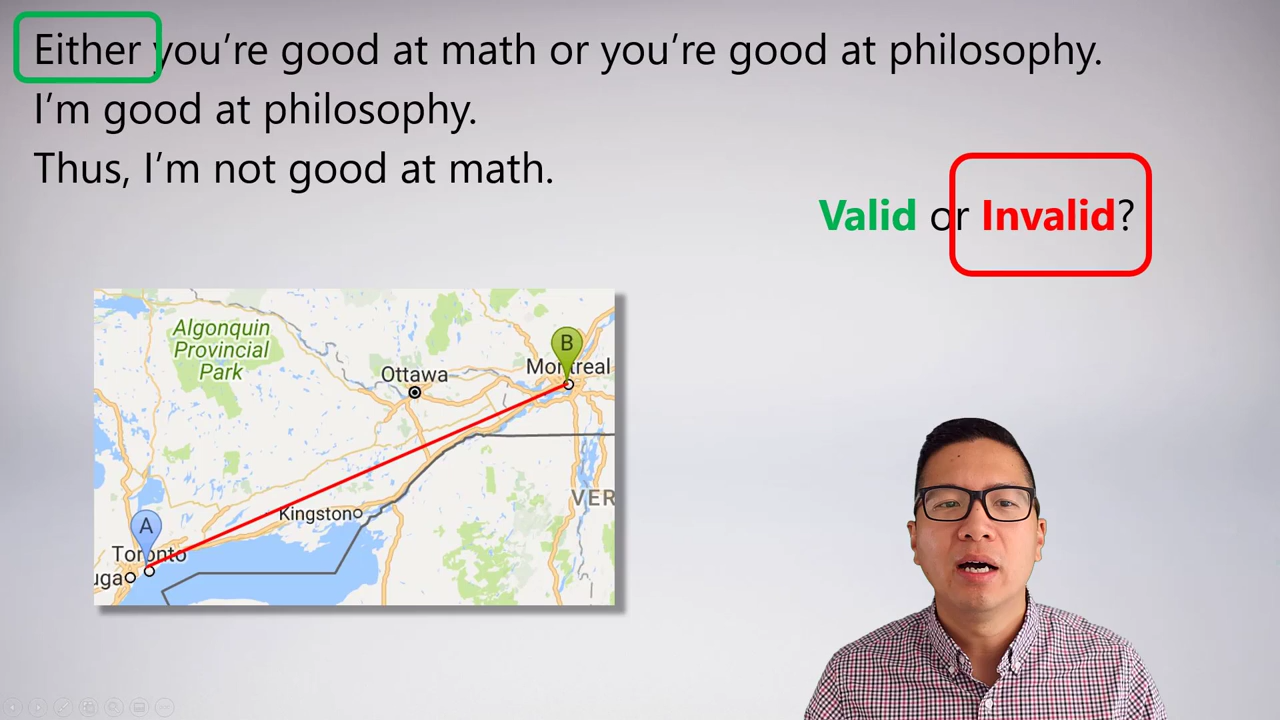 Either you’re good at math or you’re good at philosophy.
I’m good at philosophy.
Thus, I’m not good at math.
Valid or Invalid?
Algonquin
Provincial
Park
Ottawa
B
Montreal
VER
Kingston
A
Toronto
uga